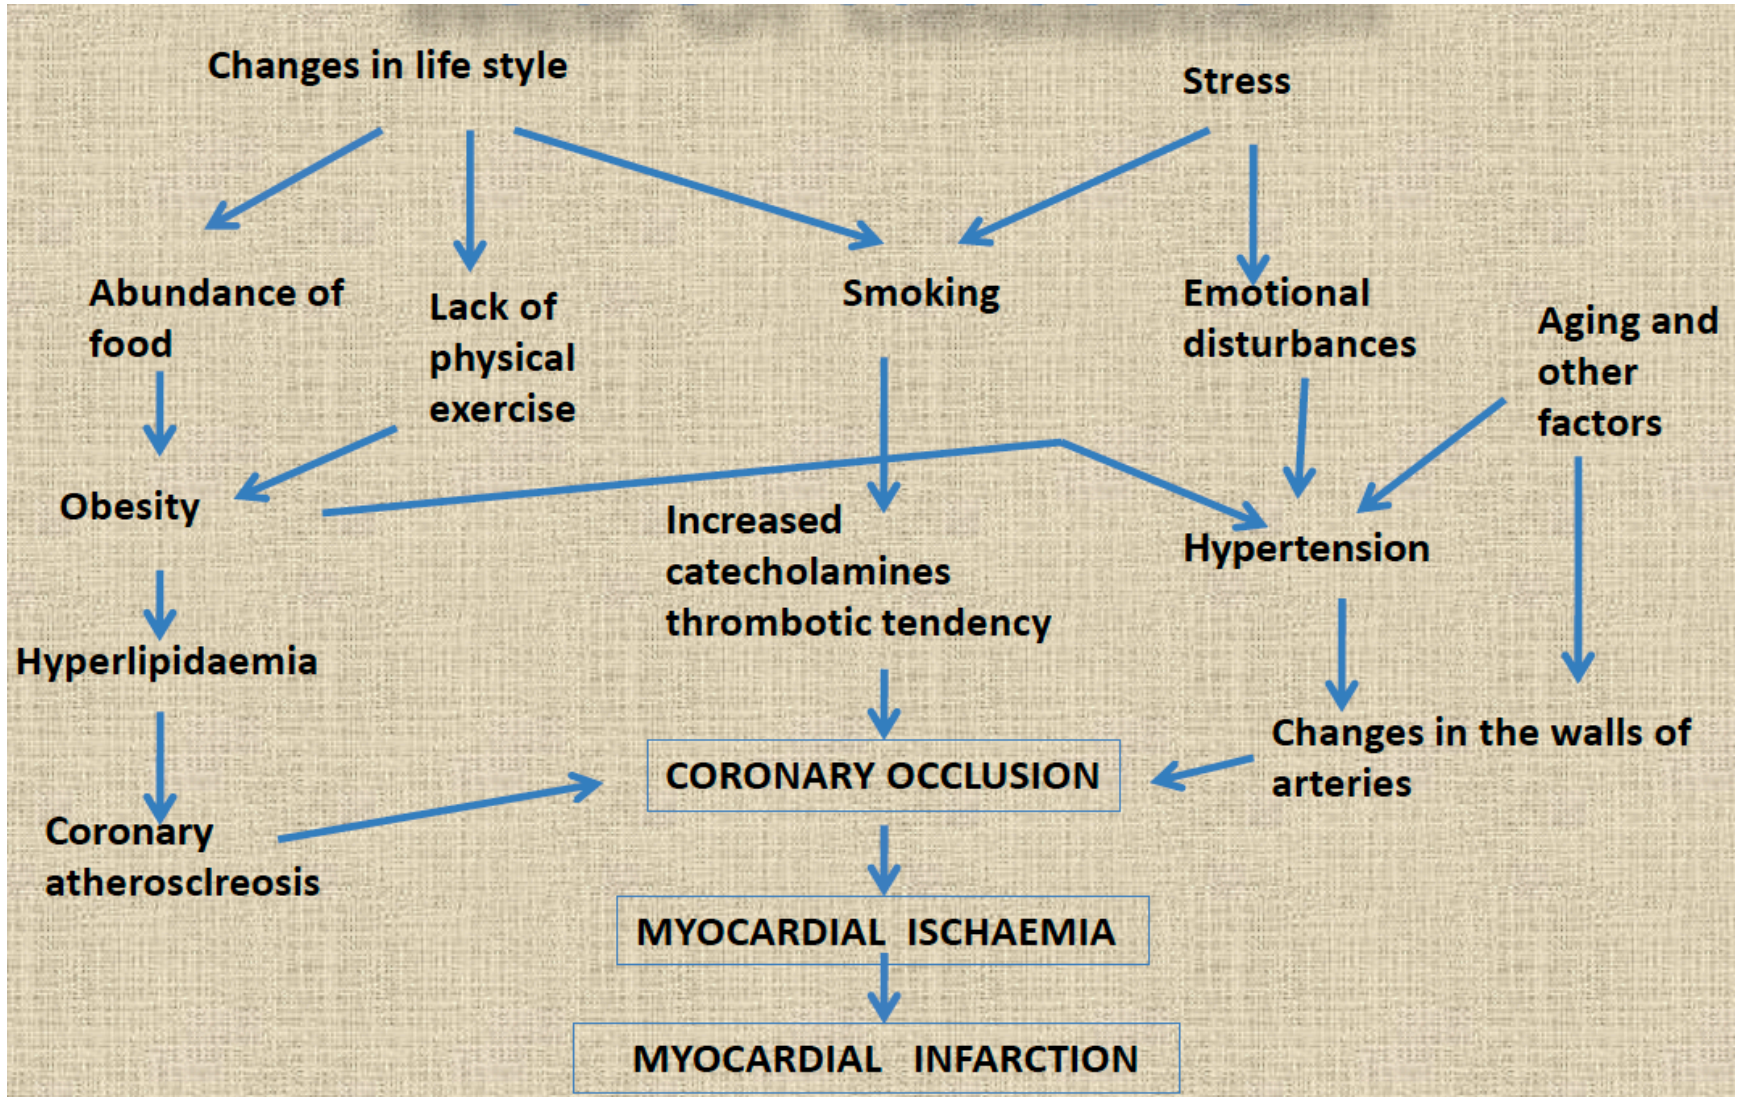 Changes in life style
Stress
Abundance of
food
Lack of
physical
exercise
Smoking
Emotional
disturbances
Aging and
other
factors
Obesity
Increased
catecholamines
thrombotic tendency
Hypertension
Hyperlipidaemia
Changes in the walls of
arteries
CORONARY OCCLUSION
Coronary
atherosclreosis
MYOCARDIAL ISCHAEMIA
MYOCARDIAL INFARCTION